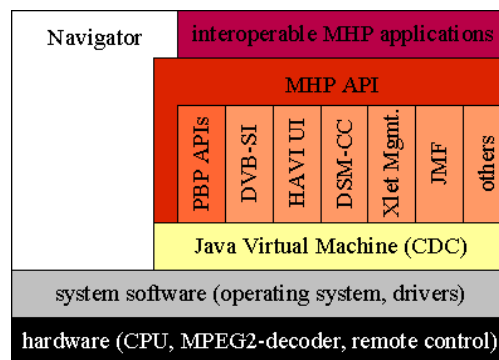 Navigator
interoperable MHP applications
MHP API
PBP APIs
DVB-SI
HAVI UI
DSM-CC
Xlet Mgmt.
JMF
others
Java Virtual Machine (CDC)
system software (operating system, drivers)
hardware (CPU, MPEG2-decoder, remote control)